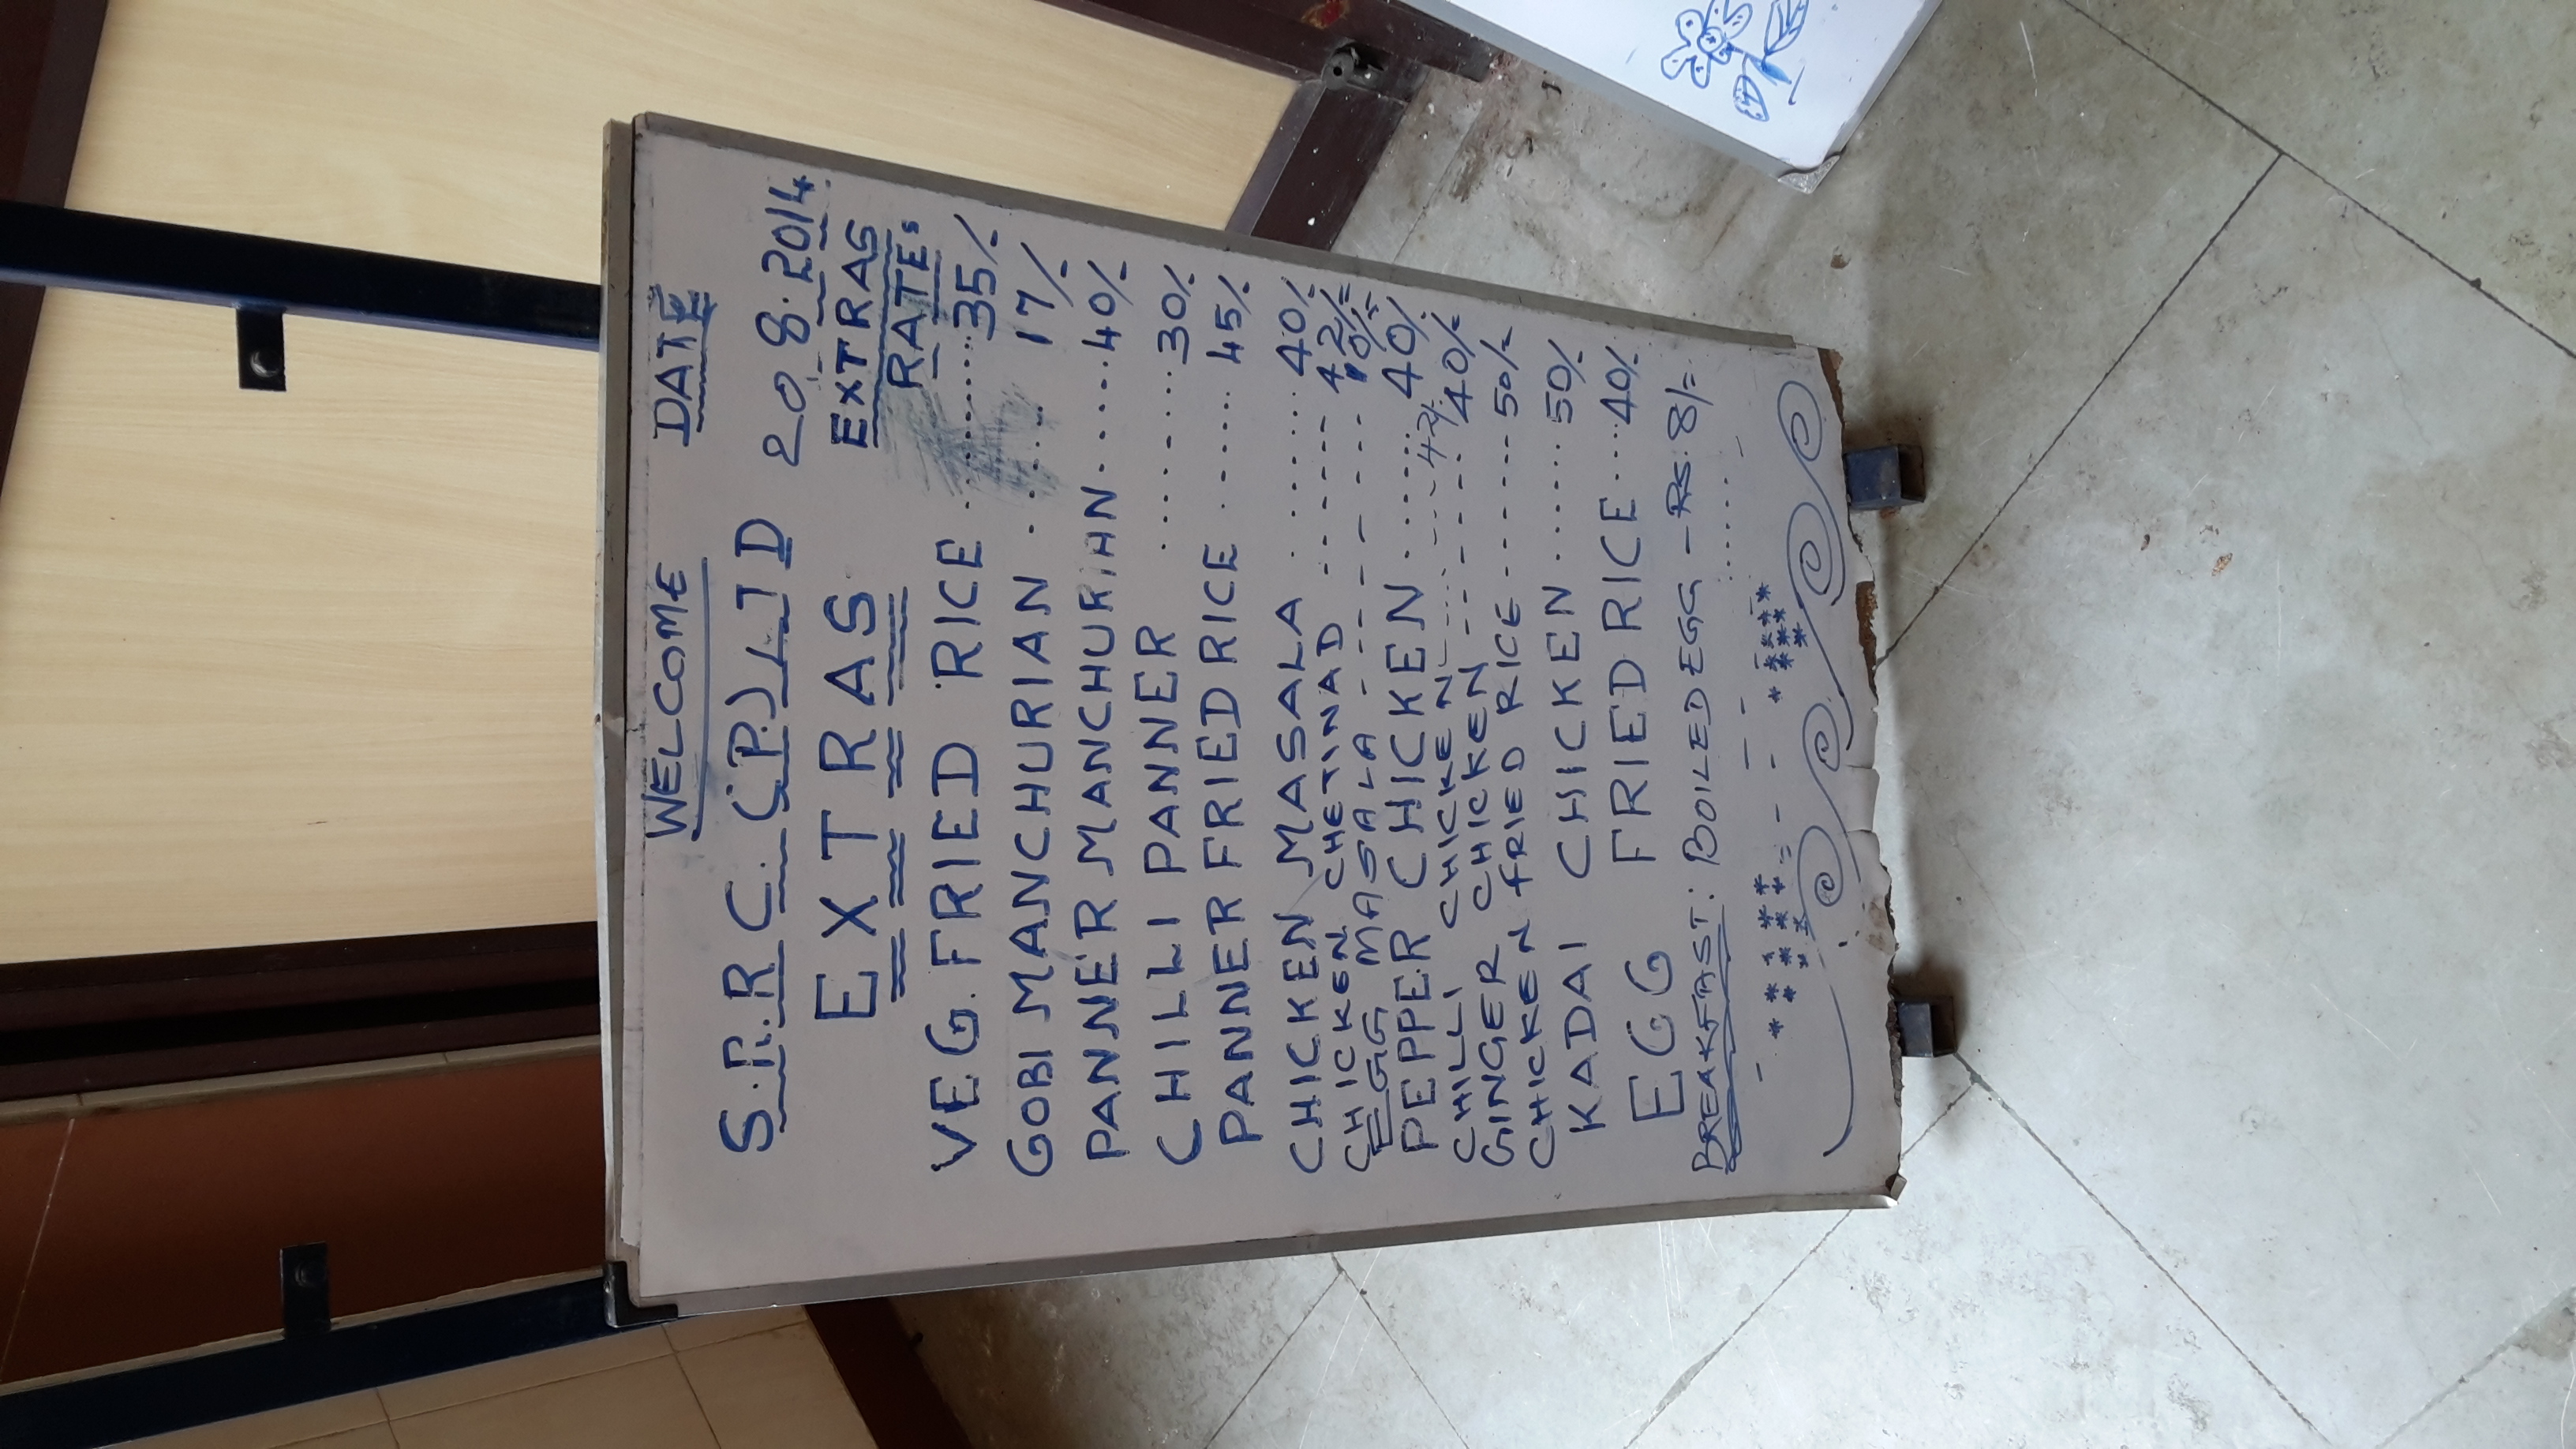 WELCOME DATE
S.R.R C. (P.) LTD 20.8.2014
EXTRAS EXTRAS
RATES
VEG. FRIED RICE ......... 35/-
GOBI MANCHURIAN ...... 17/-
PANNER MANCHURIAN ..... 40/-
CHILLI PANNER ........ 30/-
PANNER FRIED RICE ...... 45/-
CHICKEN MASALA ........ 40/-
CHICKEN CHETINAD ------- 42/=
EGG MASALA -------- 10/=
PEPPER CHICKEN ...... 40/-
CHILLI CHICKEN ------- 42/-
GINGER CHICKEN ------- 40/-
CHICKEN FRIED RICE ------- 50/=
KADAI CHICKEN ...... 50/-
EGG FRIED RICE .... 40/-
BREAKFAST: BOILED EGG - RS. 8/=